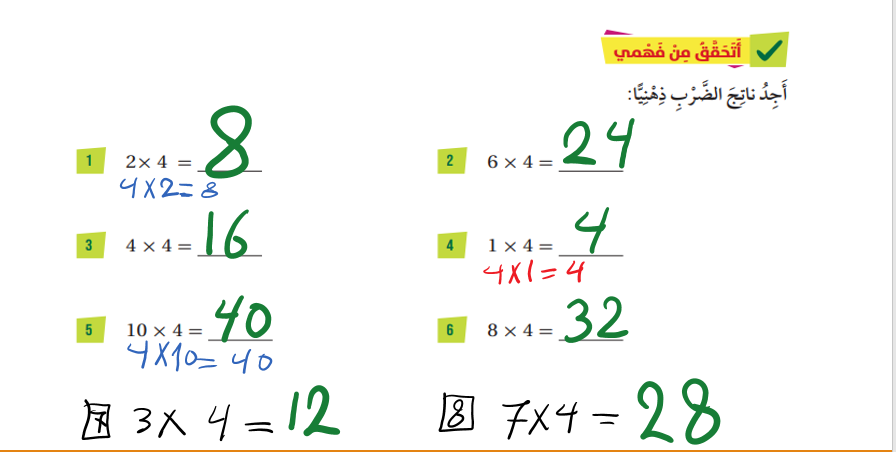 أَتَحَقَّقُ مِنْ فَهْمي
أَجِدُ ناتِجَ الضَّرْبِ ذِهْنِيًّا:
1 2 × 4 = 8
4 × 2 = 8
2 6 × 4 = 24
3 4 × 4 = 16
4 1 × 4 = 4
4 × 1 = 4
5 10 × 4 = 40
4 × 10 = 40
6 8 × 4 = 32
7 3 × 4 = 12
8 7 × 4 = 28